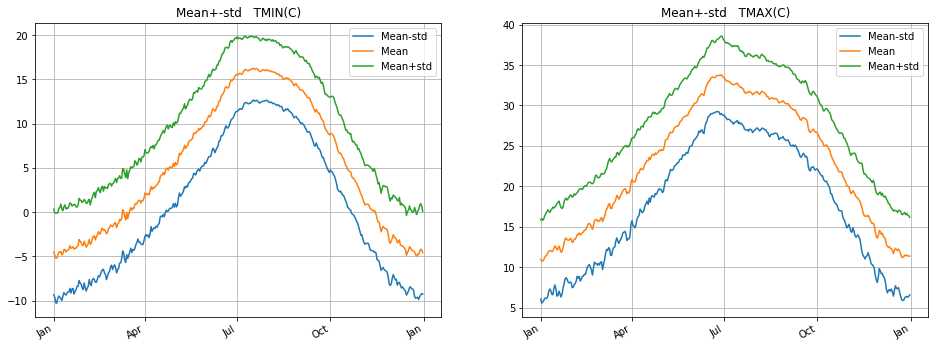 Mean+-std   TMIN(C)
20
15
10
5
0
−5
−10
Jan
Apr
Jul
Oct
Jan
Mean-std
Mean
Mean+std
Mean+-std   TMAX(C)
40
35
30
25
20
15
10
5
Jan
Apr
Jul
Oct
Jan
Mean-std
Mean
Mean+std